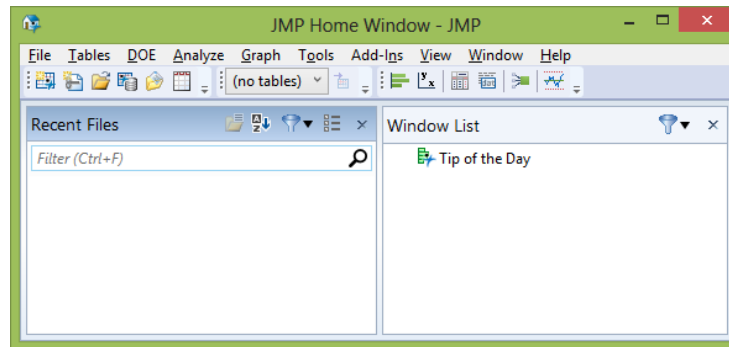 JMP Home Window - JMP
File Tables DOE Analyze Graph Tools Add-Ins View Window Help
(no tables)
Recent Files
Window List
Filter (Ctrl+F)
Tip of the Day